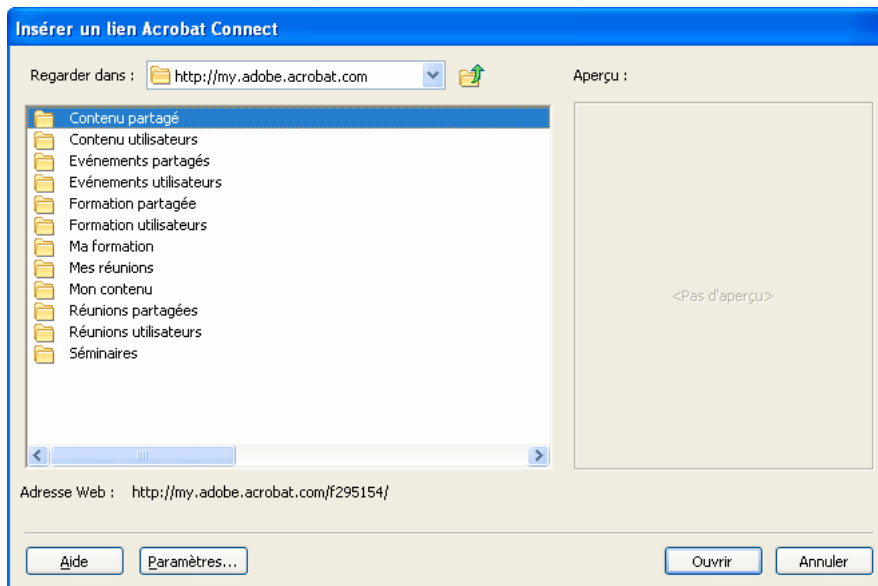 Insérer un lien Acrobat Connect
Regarder dans : http://my.adobe.acrobat.com
Aperçu :
Contenu partagé
Contenu utilisateurs
Evénements partagés
Evénements utilisateurs
Formation partagée
Formation utilisateurs
Ma formation
Mes réunions
Mon contenu
Réunions partagées
Réunions utilisateurs
Séminaires
<Pas d'aperçu>
Adresse Web : http://my.adobe.acrobat.com/f295154/
Aide
Paramètres...
Ouvrir
Annuler